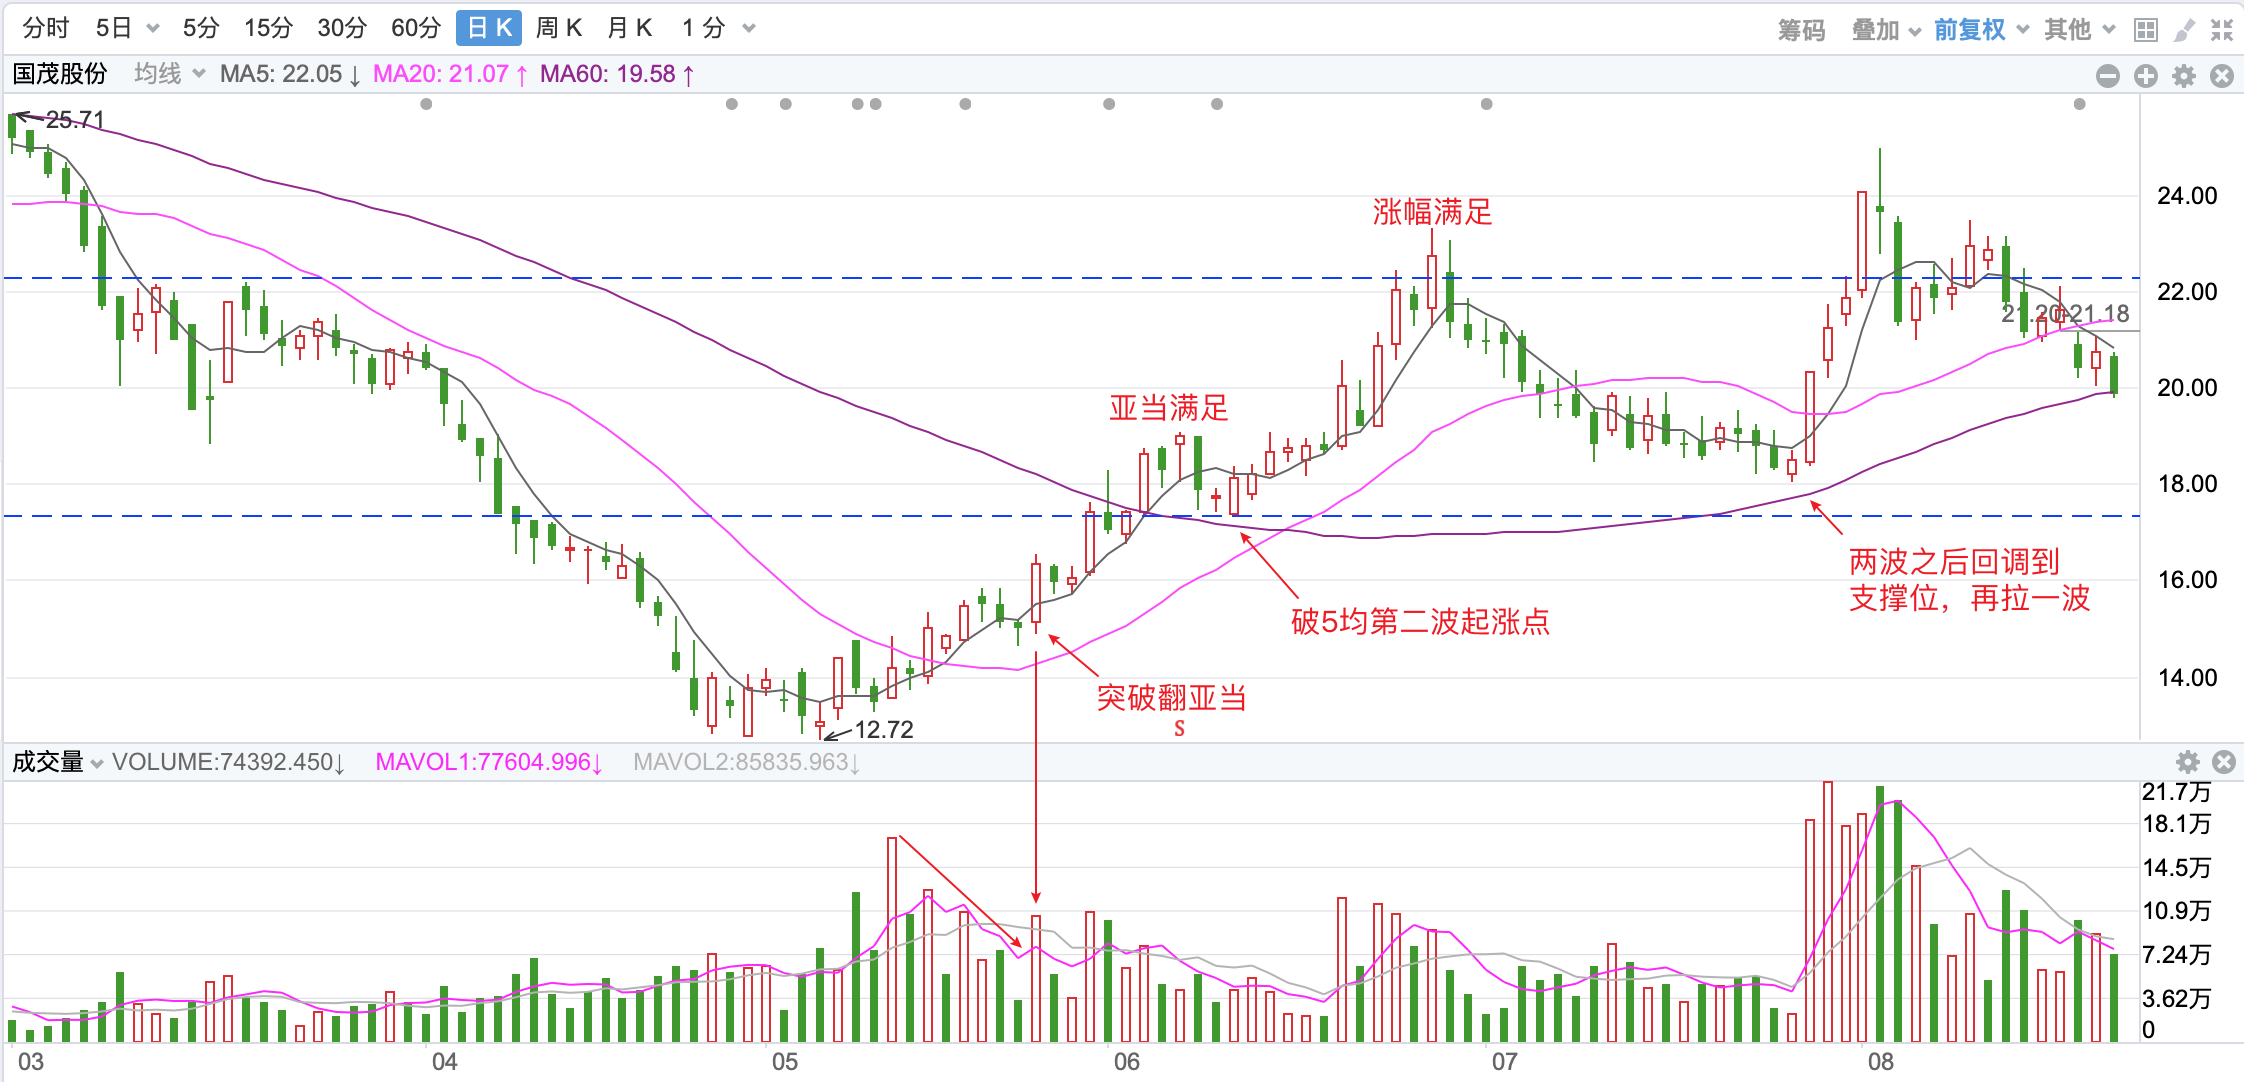 分时 5日 5分 15分 30分 60分 日K 周K 月K 1分 筹码 叠加 前复权 其他
国茂股份 均线 MA5: 22.05↓ MA20: 21.07↑ MA60: 19.58↑
25.71
24.00
涨幅满足
22.00
21.20-21.18
20.00
亚当满足
18.00
两波之后回调到
支撑位，再拉一波
16.00
破5均第二波起涨点
14.00
突破翻亚当
S
12.72
成交量 VOLUME:74392.450↓ MAVOL1:77604.996↓ MAVOL2:85835.963↓
21.7万
18.1万
14.5万
10.9万
7.24万
3.62万
0
03 04 05 06 07 08